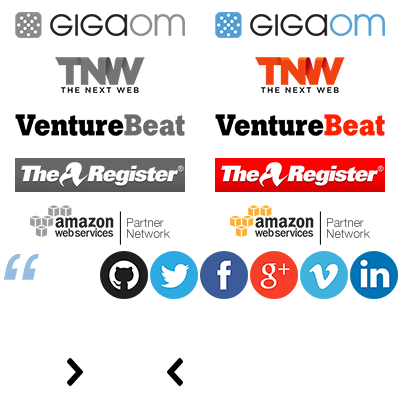 GIGAOM GIGAOM
TNW TNW
THE NEXT WEB THE NEXT WEB
VentureBeat VentureBeat
The Register® The Register®
amazon webservices Partner Network amazon webservices Partner Network
“ f g+ v in